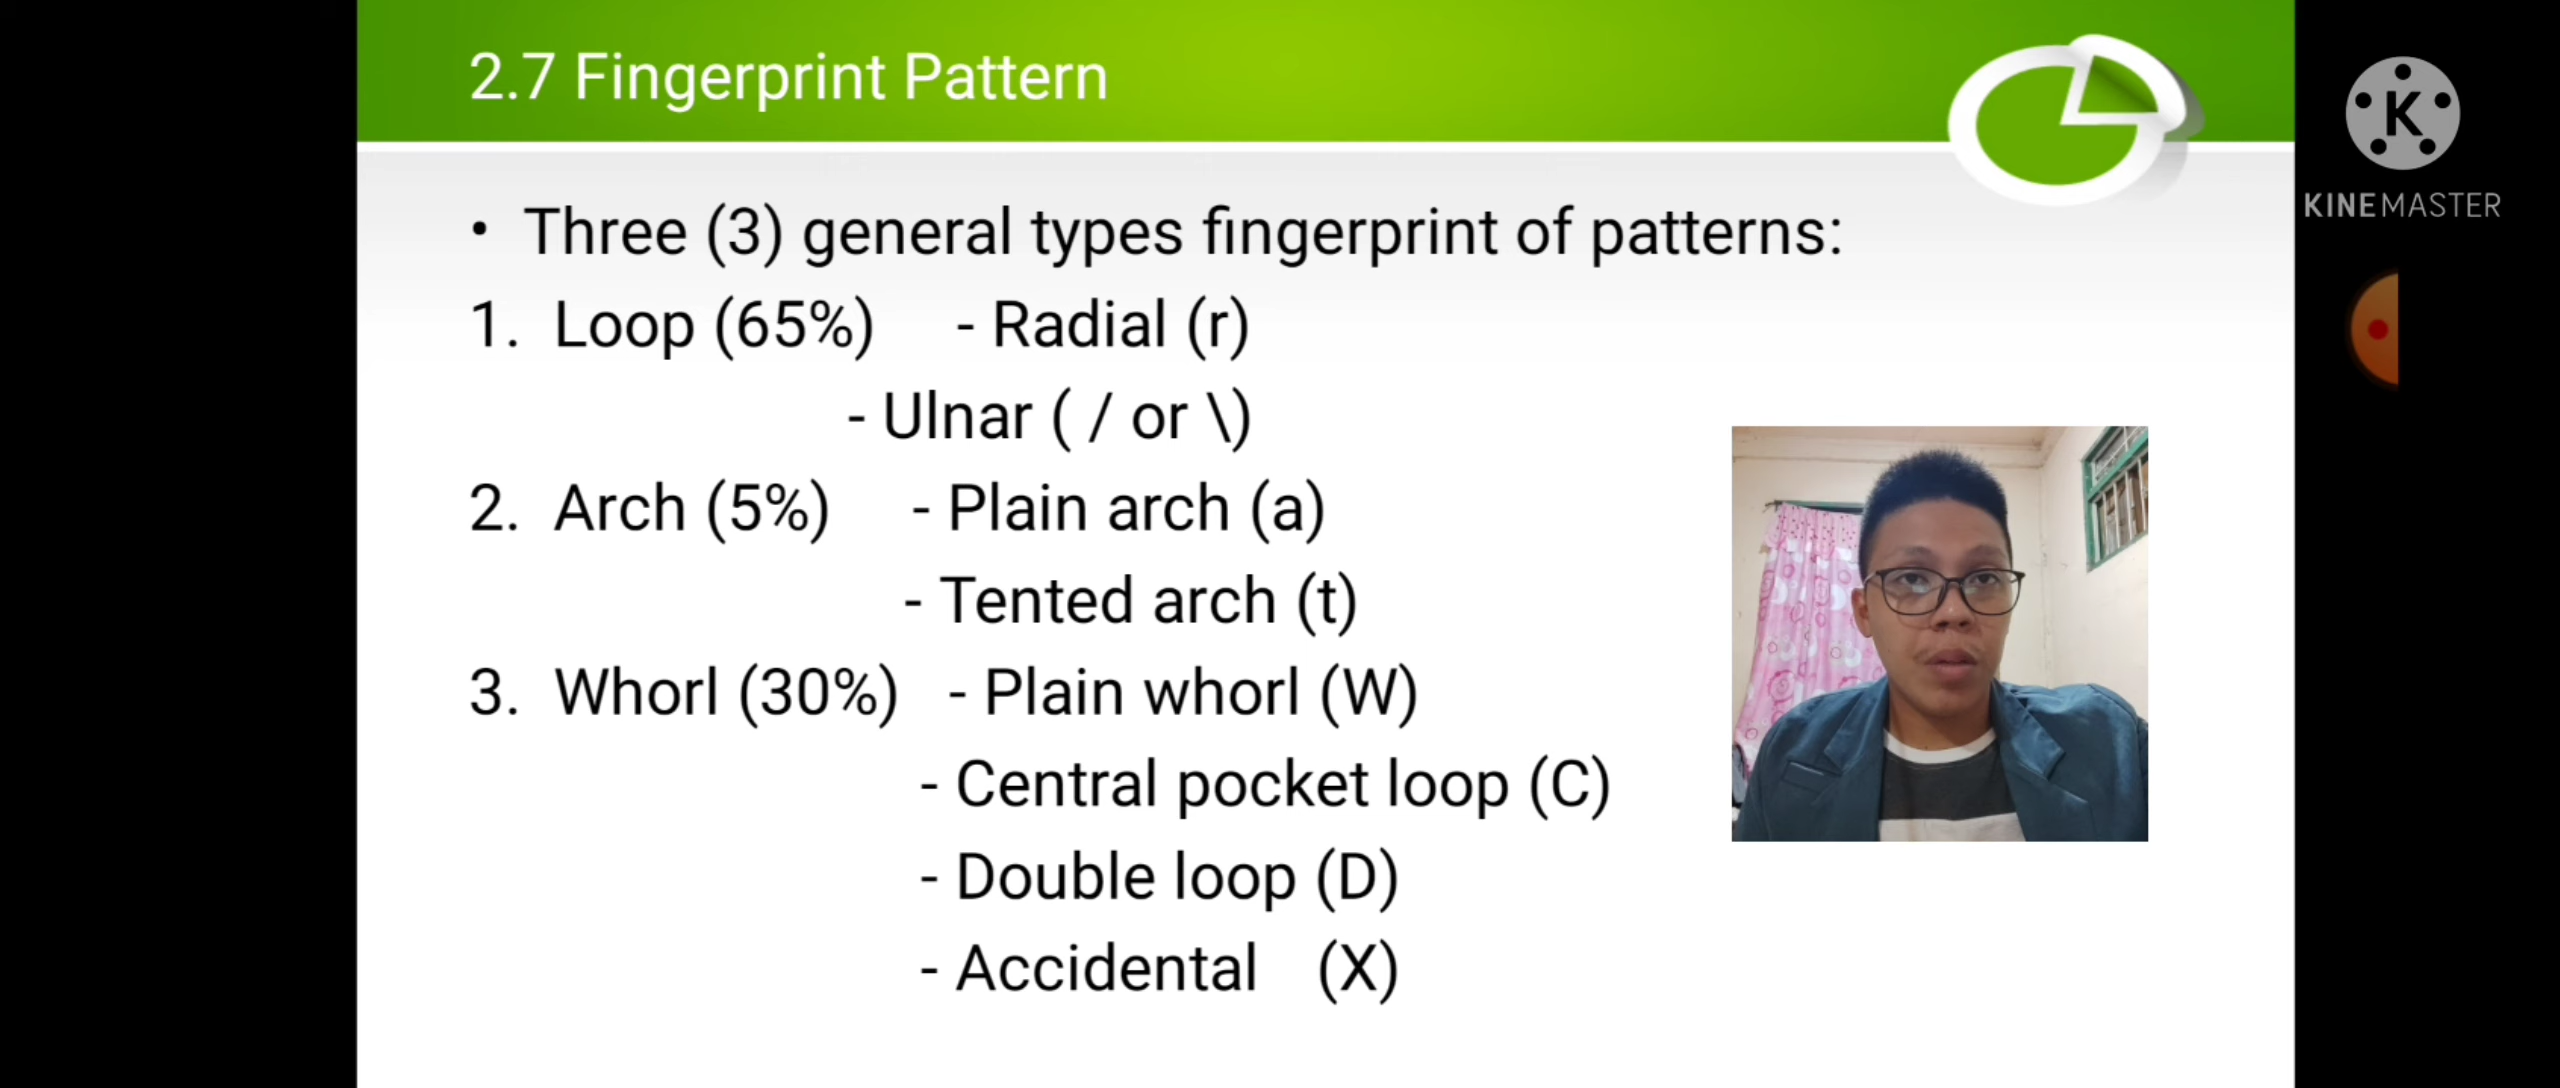 2.7 Fingerprint Pattern
K
KINEMASTER
• Three (3) general types fingerprint of patterns:
1. Loop (65%) - Radial (r)
- Ulnar ( / or \)
2. Arch (5%) - Plain arch (a)
- Tented arch (t)
3. Whorl (30%) - Plain whorl (W)
- Central pocket loop (C)
- Double loop (D)
- Accidental (X)